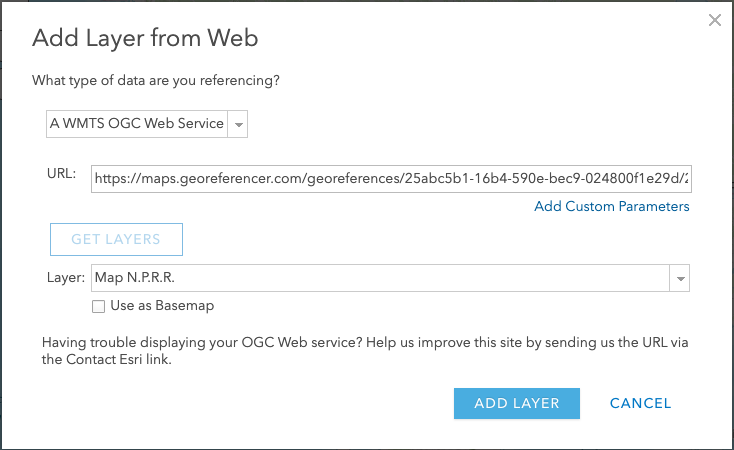 Add Layer from Web
What type of data are you referencing?
A WMTS OGC Web Service
URL:
https://maps.georeferencer.com/georeferences/25abc5b1-16b4-590e-bec9-024800f1e29d/2
Add Custom Parameters
GET LAYERS
Layer: Map N.P.R.R.
Use as Basemap
Having trouble displaying your OGC Web service? Help us improve this site by sending us the URL via
the Contact Esri link.
ADD LAYER CANCEL